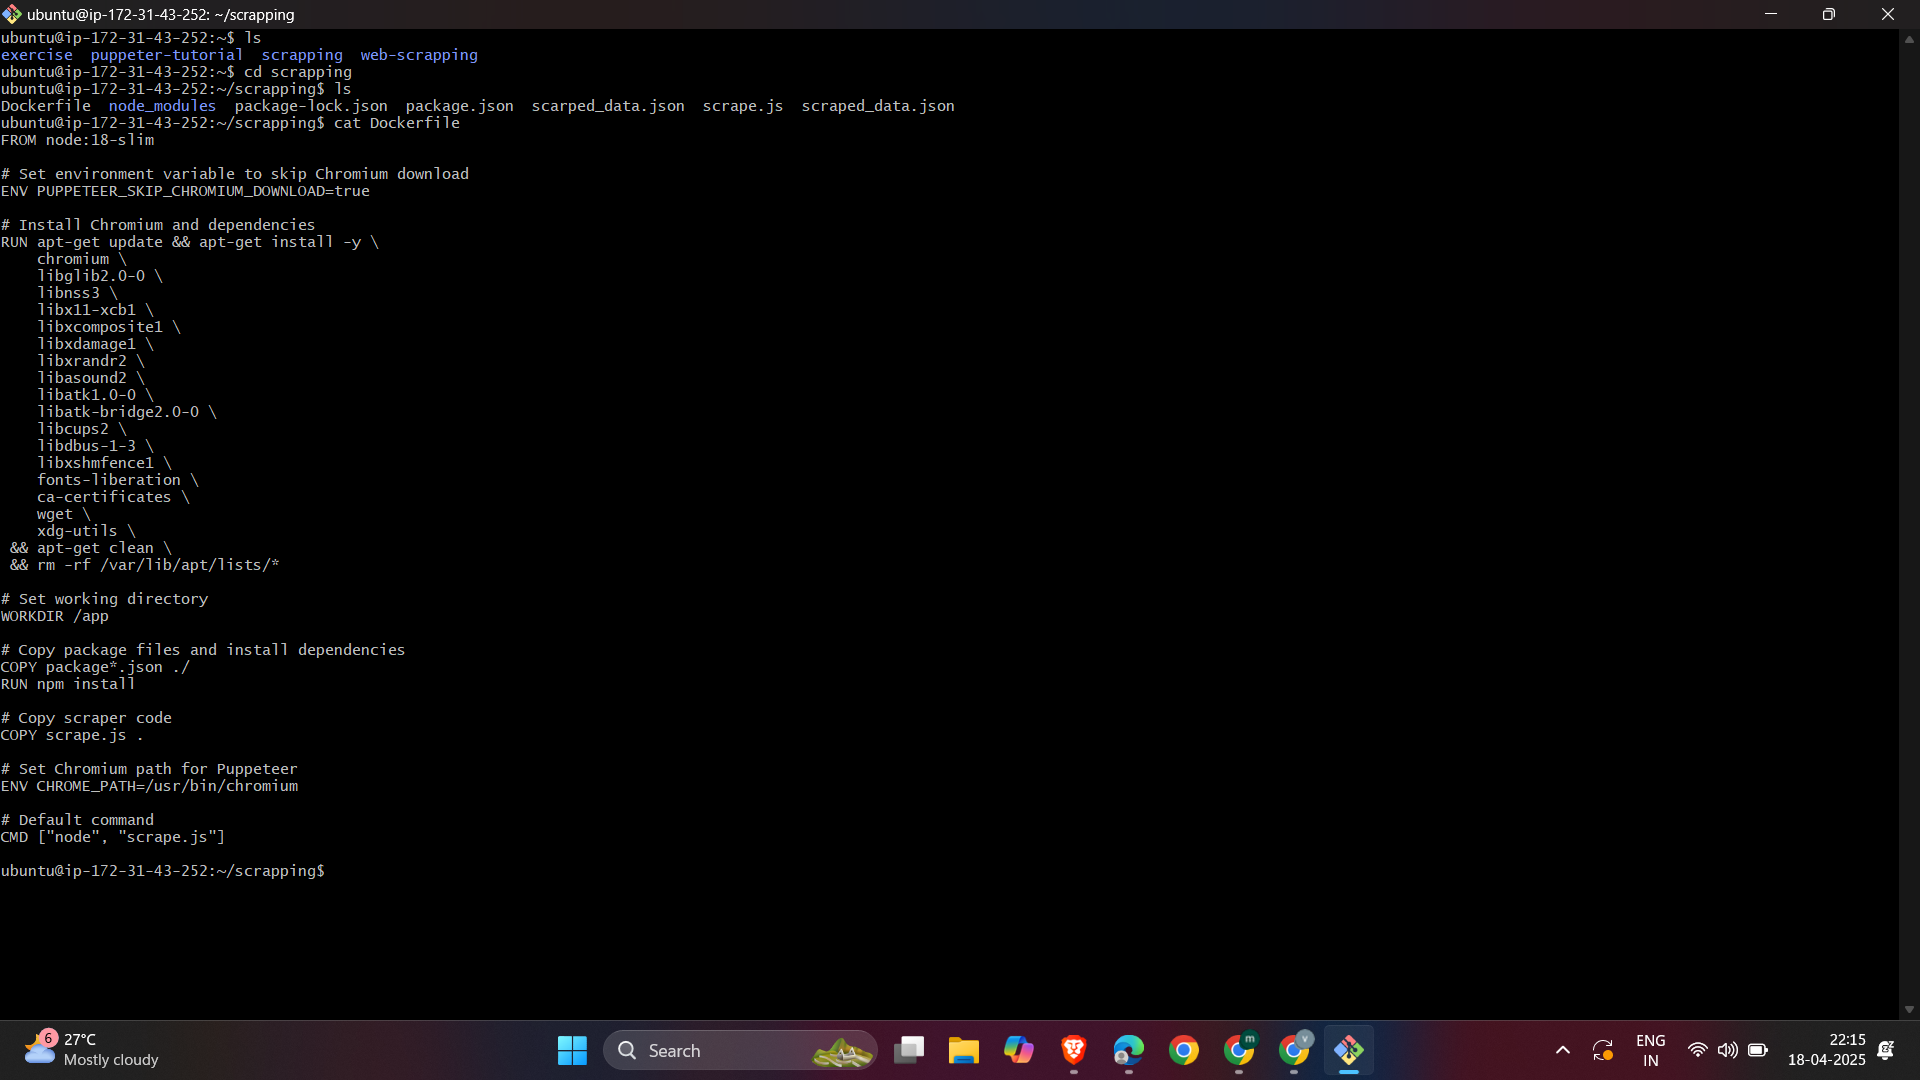 ubuntu@ip-172-31-43-252: ~/scrapping
ubuntu@ip-172-31-43-252:~$ ls
exercise  puppeter-tutorial  scrapping  web-scrapping
ubuntu@ip-172-31-43-252:~$ cd scrapping
ubuntu@ip-172-31-43-252:~/scrapping$ ls
Dockerfile  node_modules  package-lock.json  package.json  scarped_data.json  scrape.js  scraped_data.json
ubuntu@ip-172-31-43-252:~/scrapping$ cat Dockerfile
FROM node:18-slim

# Set environment variable to skip Chromium download
ENV PUPPETEER_SKIP_CHROMIUM_DOWNLOAD=true

# Install Chromium and dependencies
RUN apt-get update && apt-get install -y \
    chromium \
    libglib2.0-0 \
    libnss3 \
    libx11-xcb1 \
    libxcomposite1 \
    libxdamage1 \
    libxrandr2 \
    libasound2 \
    libatk1.0-0 \
    libatk-bridge2.0-0 \
    libcups2 \
    libdbus-1-3 \
    libxshmfence1 \
    fonts-liberation \
    ca-certificates \
    wget \
    xdg-utils \
 && apt-get clean \
 && rm -rf /var/lib/apt/lists/*

# Set working directory
WORKDIR /app

# Copy package files and install dependencies
COPY package*.json ./
RUN npm install

# Copy scraper code
COPY scrape.js .

# Set Chromium path for Puppeteer
ENV CHROME_PATH=/usr/bin/chromium

# Default command
CMD ["node", "scrape.js"]

ubuntu@ip-172-31-43-252:~/scrapping$
6
27°C
Mostly cloudy
Search
m
v
ENG
IN
22:15
18-04-2025